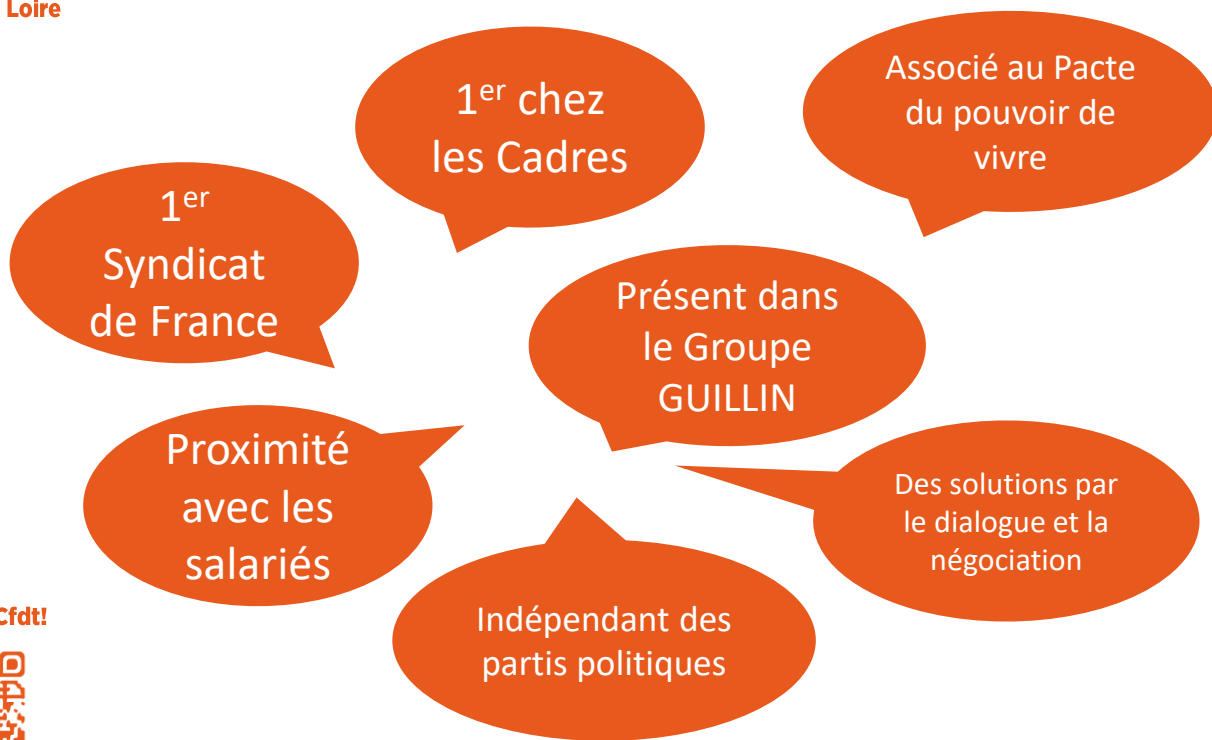 Loire
1er chez
les Cadres
Associé au Pacte
du pouvoir de
vivre
1er
Syndicat
de France
Présent dans
le Groupe
GUILLIN
Proximité
avec les
salariés
Des solutions par
le dialogue et la
négociation
Indépendant des
partis politiques
Cfdt!